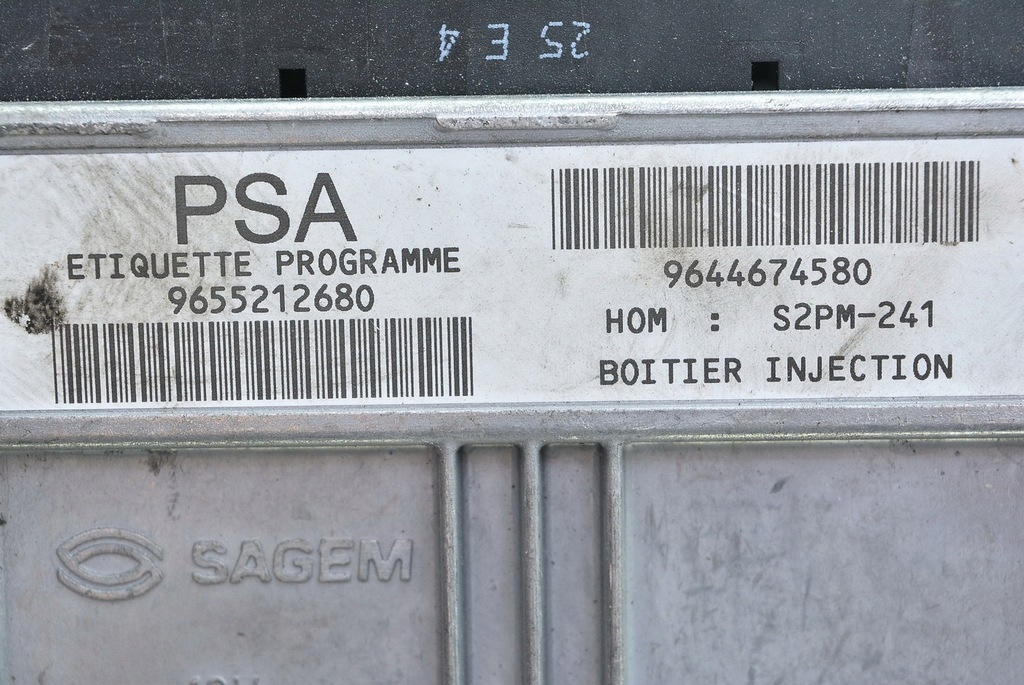 25 E 4
PSA
ETIQUETTE PROGRAMME
9655212680
9644674580
HOM : S2PM-241
BOITIER INJECTION
SAGEM